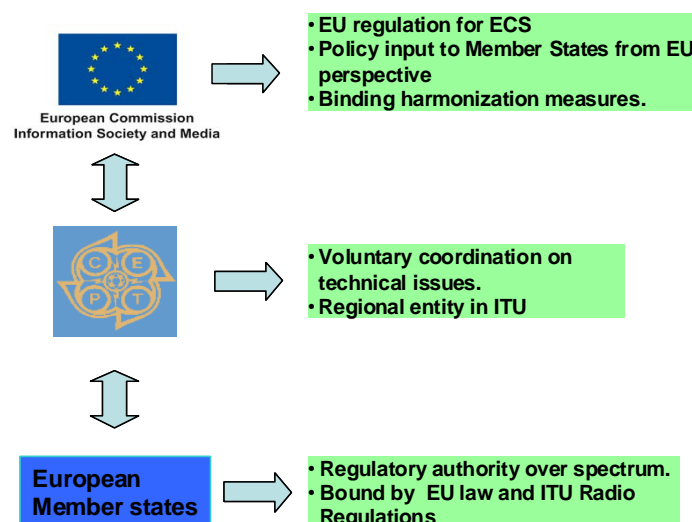 • EU regulation for ECS
• Policy input to Member States from EU
perspective
• Binding harmonization measures.
European Commission
Information Society and Media
C E
P T
• Voluntary coordination on
technical issues.
• Regional entity in ITU
European
Member states
• Regulatory authority over spectrum.
• Bound by EU law and ITU Radio
Regulations